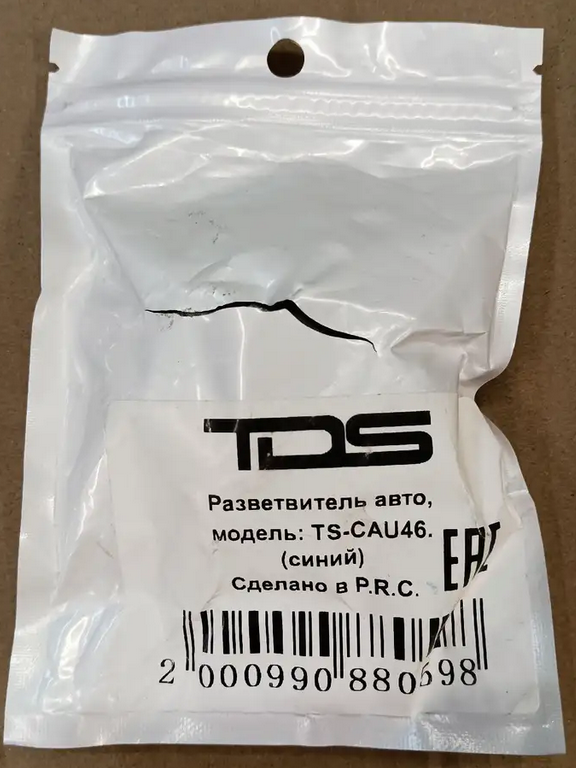 TDS
Разветвитель авто,
модель: TS-CAU46.
(синий)
Сделано в P.R.C.
EAC
2 000990 880698